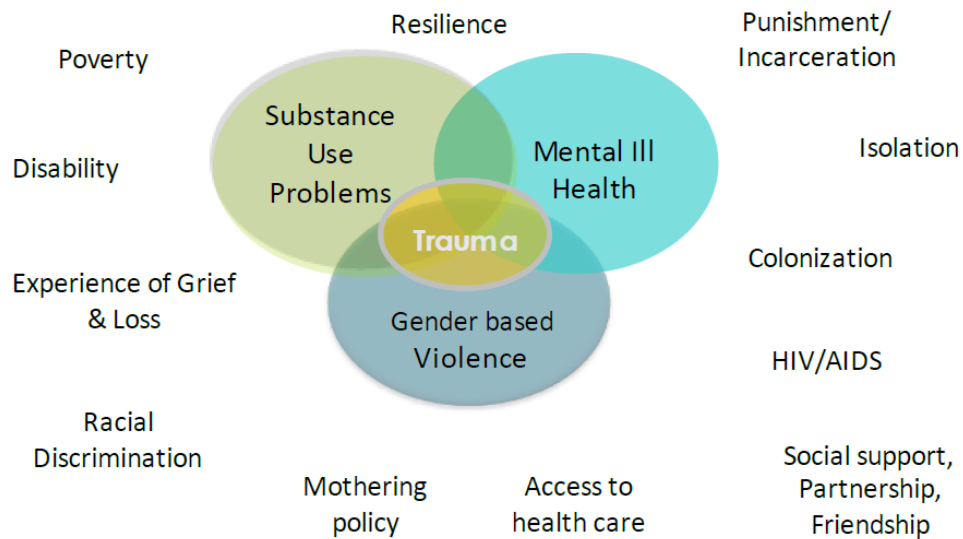 Resilience
Punishment/
Incarceration
Poverty
Substance
Use
Problems
Mental Ill
Health
Isolation
Disability
Trauma
Colonization
Experience of Grief
& Loss
Gender based
Violence
HIV/AIDS
Racial
Discrimination
Mothering
policy
Access to
health care
Social support,
Partnership,
Friendship